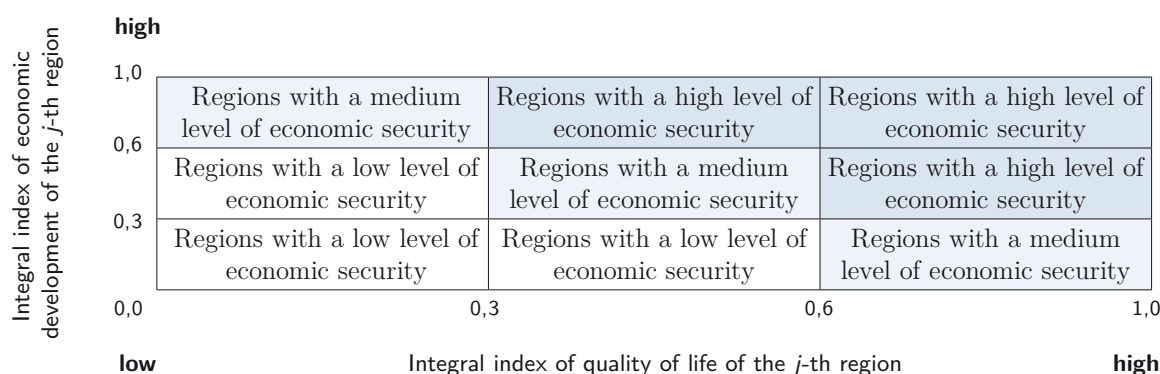 high
Integral index of economic
development of the j-th region
1,0
Regions with a medium
level of economic security
Regions with a high level of
economic security
Regions with a high level of
economic security
0,6
Regions with a low level of
economic security
Regions with a medium
level of economic security
Regions with a high level of
economic security
0,3
Regions with a low level of
economic security
Regions with a low level of
economic security
Regions with a medium
level of economic security
0,0
0,3
0,6
1,0
low
Integral index of quality of life of the j-th region
high